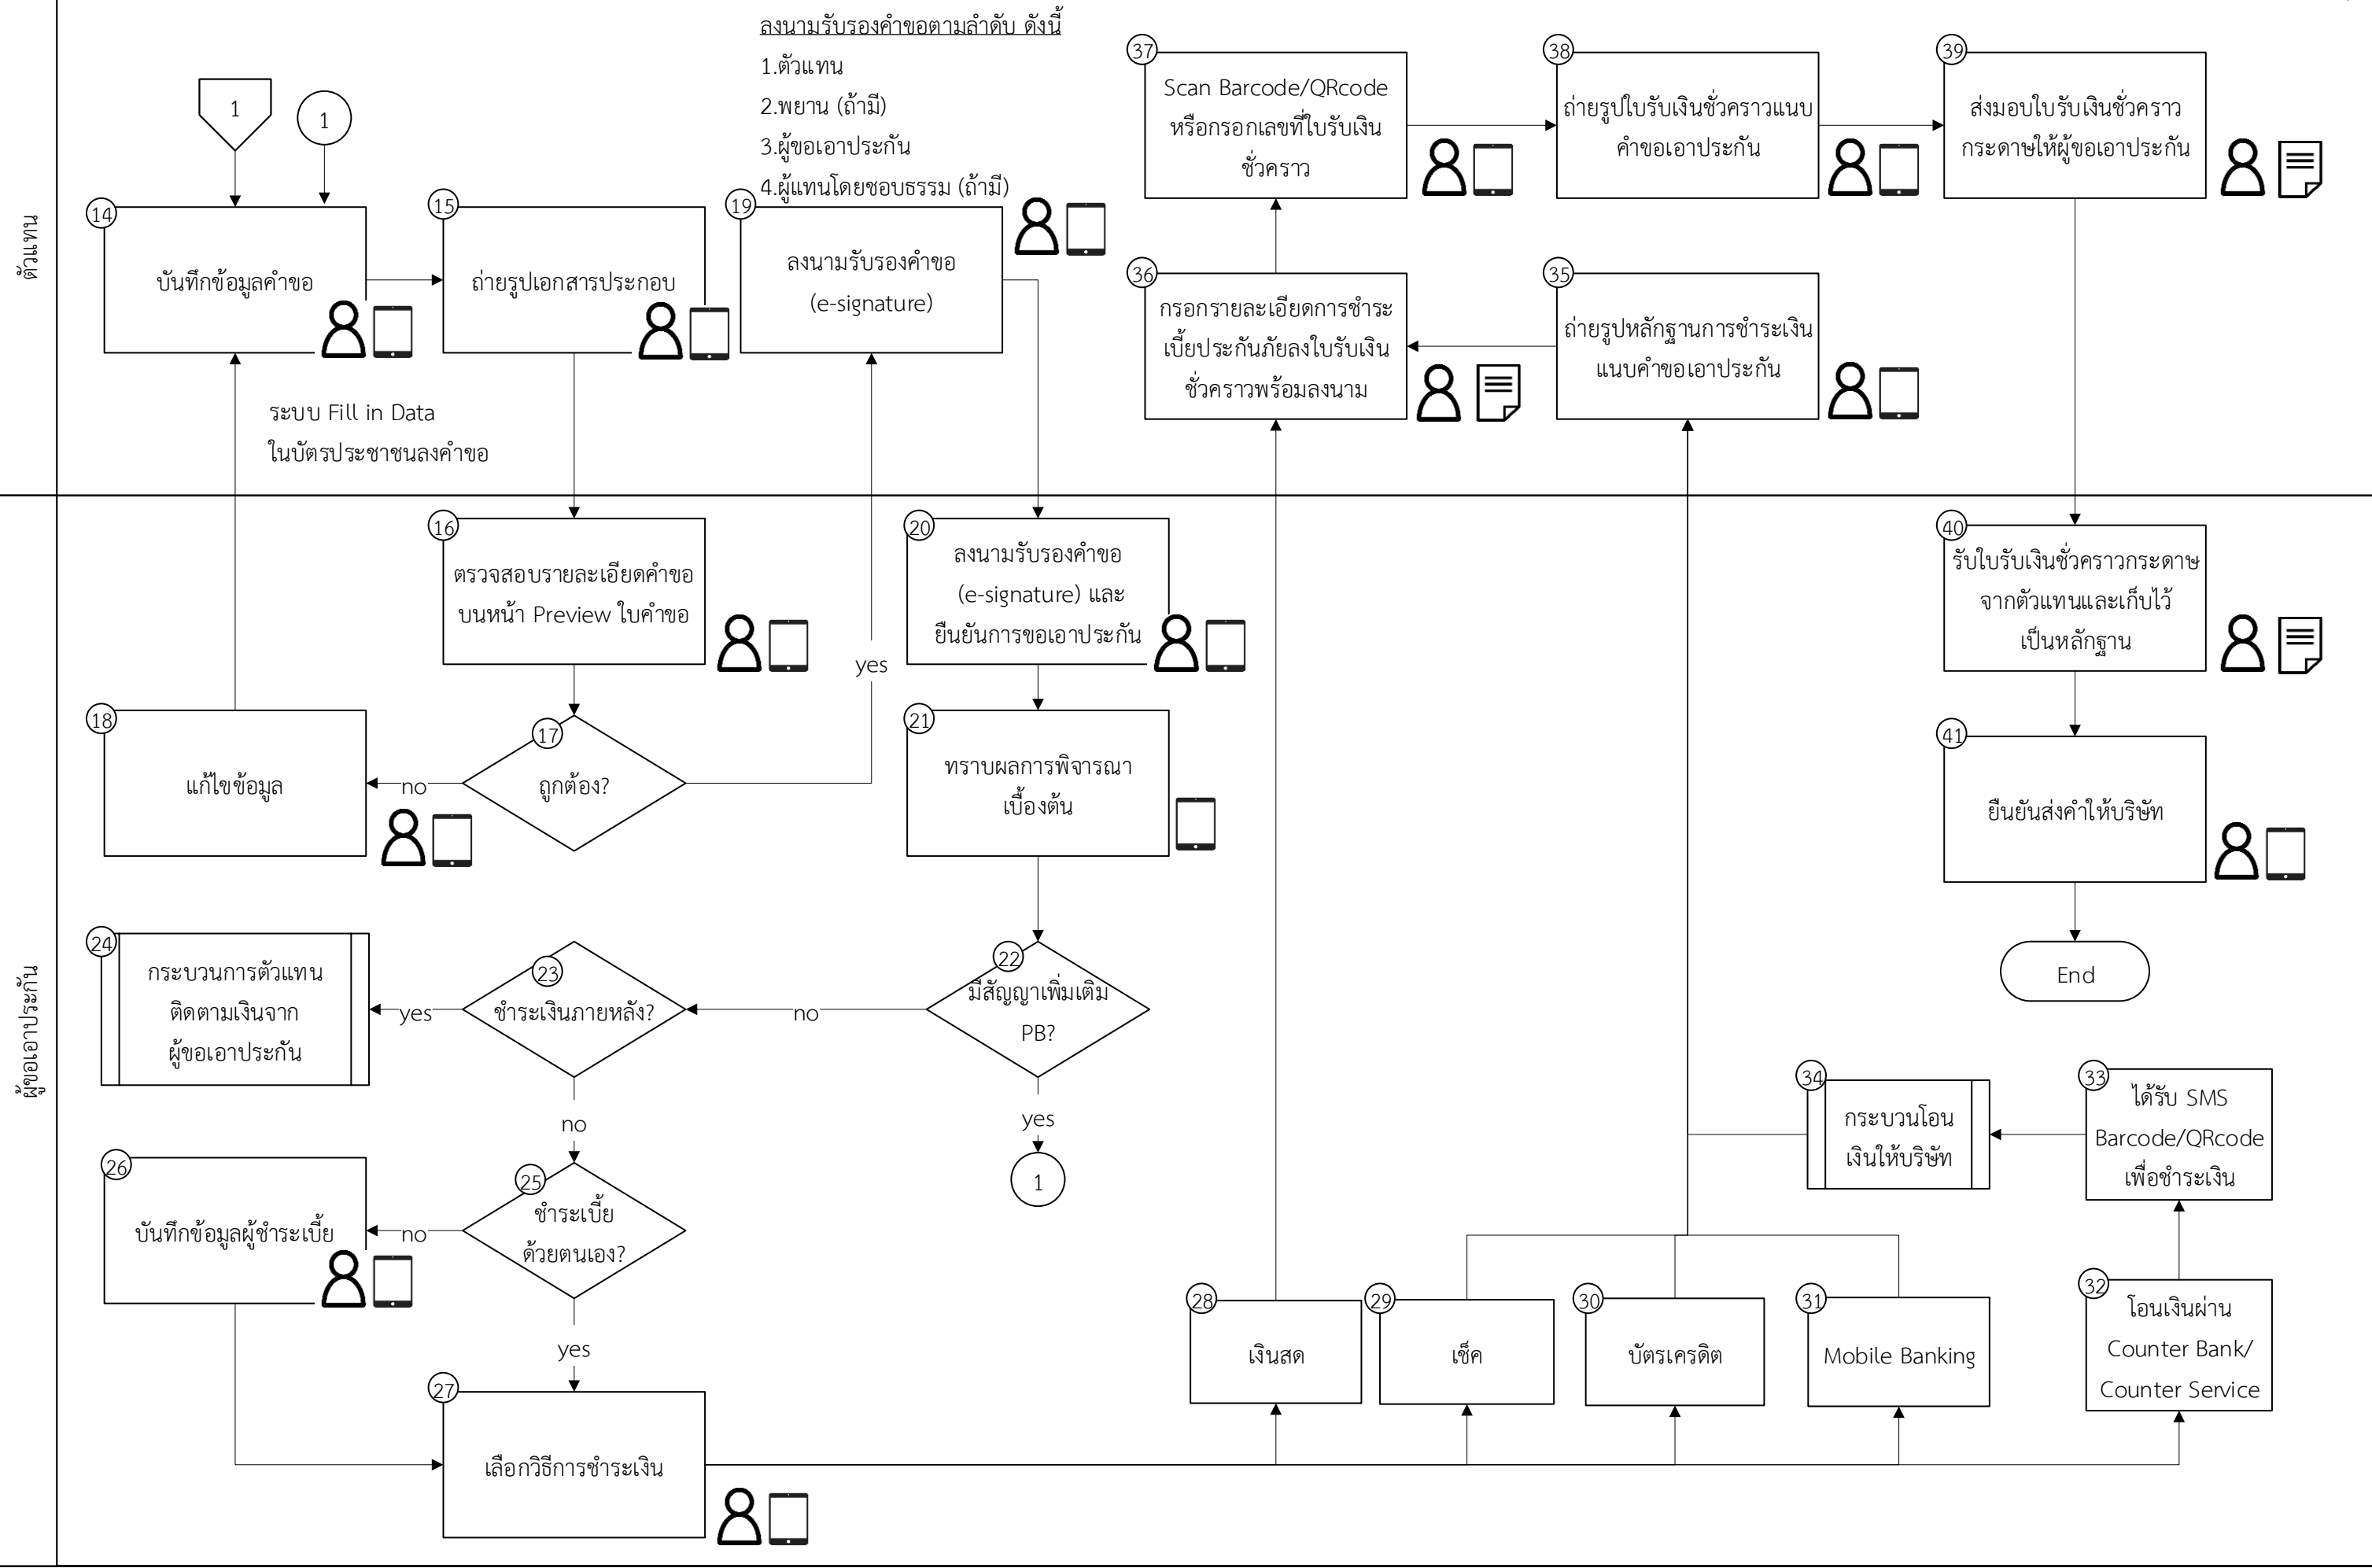 ตัวแทน
1
1
14
บันทึกข้อมูลคำขอ
15
ถ่ายรูปเอกสารประกอบ
ลงนามรับรองคำขอตามลำดับ ดังนี้
1.ตัวแทน
2.พยาน (ถ้ามี)
3.ผู้ขอเอาประกัน
4.ผู้แทนโดยชอบธรรม (ถ้ามี)
19
ลงนามรับรองคำขอ
(e-signature)
37
Scan Barcode/QRcode
หรือกรอกเลขที่ใบรับเงิน
ชั่วคราว
38
ถ่ายรูปใบรับเงินชั่วคราวแนบ
คำขอเอาประกัน
39
ส่งมอบใบรับเงินชั่วคราว
กระดาษให้ผู้ขอเอาประกัน
36
กรอกรายละเอียดการชำระ
เบี้ยประกันภัยลงใบรับเงิน
ชั่วคราวพร้อมลงนาม
35
ถ่ายรูปหลักฐานการชำระเงิน
แนบคำขอเอาประกัน
ระบบ Fill in Data
ในบัตรประชาชนลงคำขอ
ผู้ขอเอาประกัน
16
ตรวจสอบรายละเอียดคำขอ
บนหน้า Preview ใบคำขอ
20
ลงนามรับรองคำขอ
(e-signature) และ
ยืนยันการขอเอาประกัน
40
รับใบรับเงินชั่วคราวกระดาษ
จากตัวแทนและเก็บไว้
เป็นหลักฐาน
yes
18
แก้ไขข้อมูล
no
17
ถูกต้อง?
21
ทราบผลการพิจารณา
เบื้องต้น
41
ยืนยันส่งคำให้บริษัท
24
กระบวนการตัวแทน
ติดตามเงินจาก
ผู้ขอเอาประกัน
yes
23
ชำระเงินภายหลัง?
no
22
มีสัญญาเพิ่มเติม
PB?
End
no
yes
1
34
กระบวนโอน
เงินให้บริษัท
33
ได้รับ SMS
Barcode/QRcode
เพื่อชำระเงิน
26
บันทึกข้อมูลผู้ชำระเบี้ย
no
25
ชำระเบี้ย
ด้วยตนเอง?
yes
28
เงินสด
29
เช็ค
30
บัตรเครดิต
31
Mobile Banking
32
โอนเงินผ่าน
Counter Bank/
Counter Service
27
เลือกวิธีการชำระเงิน